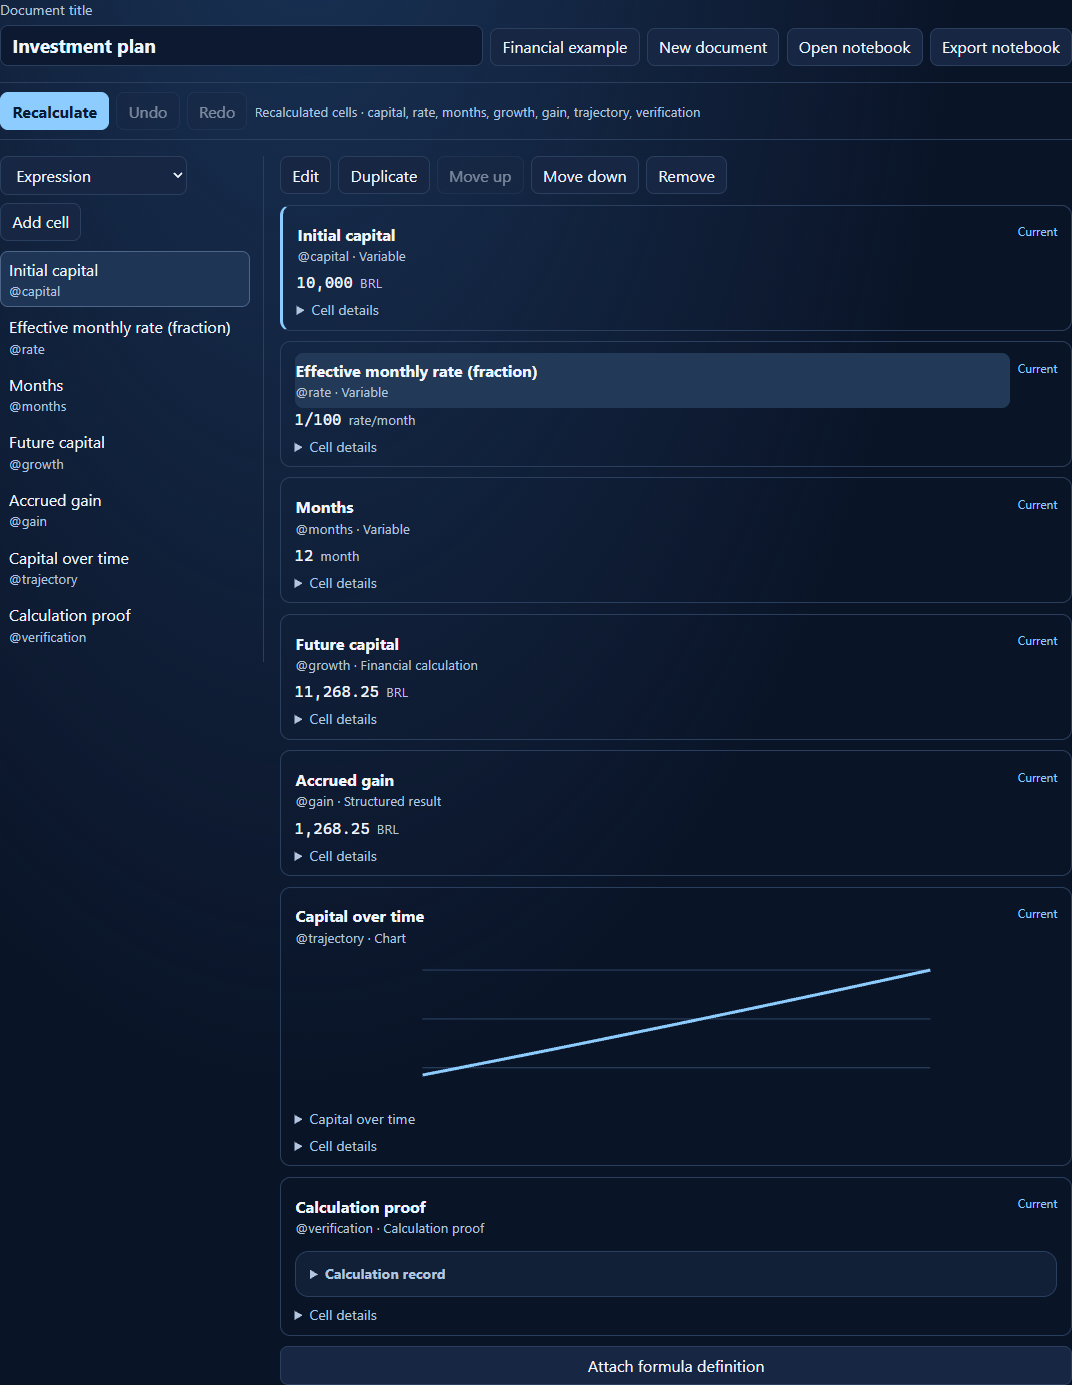 Document title
Investment plan
Financial example
New document
Open notebook
Export notebook
Recalculate
Undo
Redo
Recalculated cells · capital, rate, months, growth, gain, trajectory, verification
Expression
Add cell
Initial capital
@capital
Effective monthly rate (fraction)
@rate
Months
@months
Future capital
@growth
Accrued gain
@gain
Capital over time
@trajectory
Calculation proof
@verification
Edit
Duplicate
Move up
Move down
Remove
Initial capital
Current
@capital · Variable
10,000 BRL
Cell details
Effective monthly rate (fraction)
Current
@rate · Variable
1/100 rate/month
Cell details
Months
Current
@months · Variable
12 month
Cell details
Future capital
Current
@growth · Financial calculation
11,268.25 BRL
Cell details
Accrued gain
Current
@gain · Structured result
1,268.25 BRL
Cell details
Capital over time
Current
@trajectory · Chart
Capital over time
Cell details
Calculation proof
Current
@verification · Calculation proof
Calculation record
Cell details
Attach formula definition